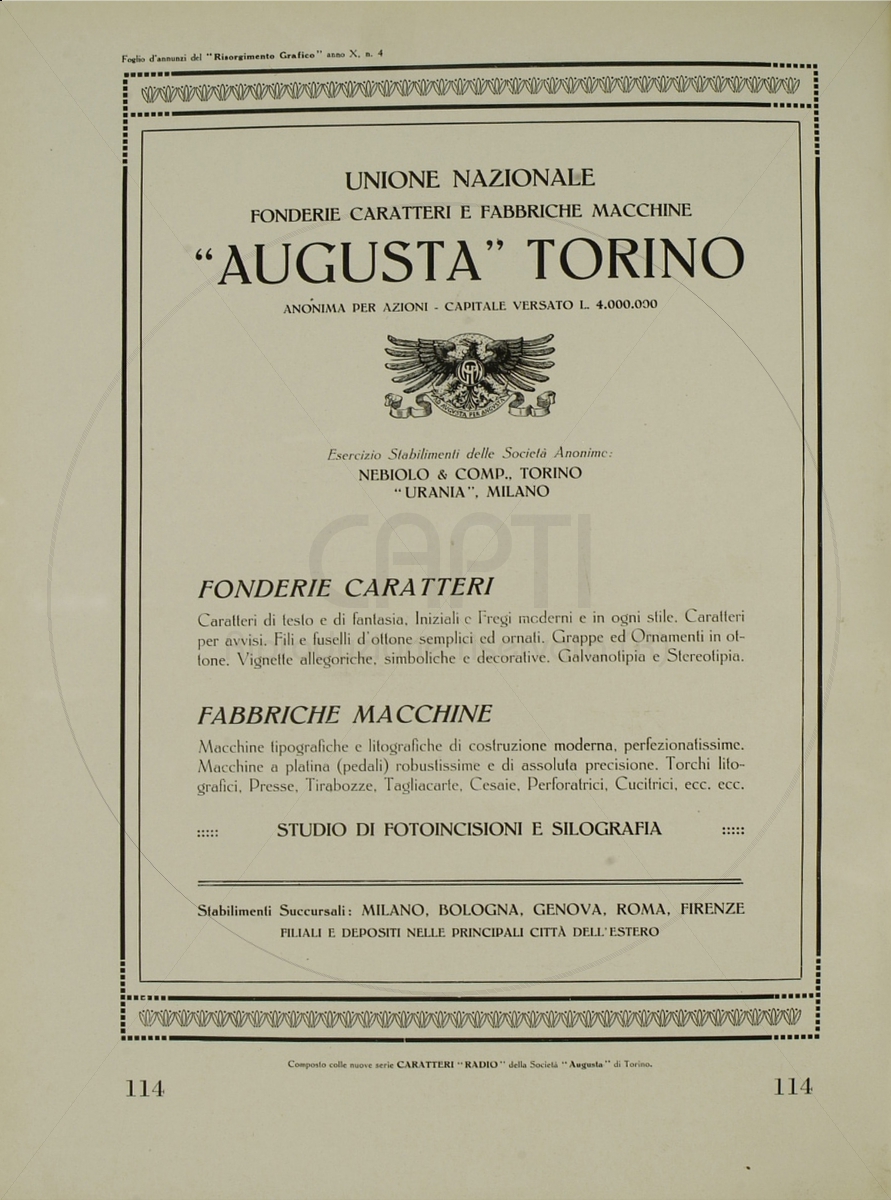 Foglio d'annunzi del "Risorgimento Grafico" anno X, n. 4
UNIONE NAZIONALE
FONDERIE CARATTERI E FABBRICHE MACCHINE
"AUGUSTA" TORINO
ANONIMA PER AZIONI - CAPITALE VERSATO L. 4.000.000
AD AUGUSTA PER ANGUSTA
Esercizio Stabilimenti delle Società Anonime:
NEBIOLO & COMP., TORINO
"URANIA", MILANO
CAPTI
FONDERIE CARATTERI
Caratteri di testo e di fantasia, Iniziali e Fregi moderni e in ogni stile. Caratteri
per avvisi. Fili e fuselli d'ottone semplici ed ornati. Grappe ed Ornamenti in ot-
tone. Vignette allegoriche, simboliche e decorative. Galvanotipia e Stereotipia.
FABBRICHE MACCHINE
Macchine tipografiche e litografiche di costruzione moderna, perfezionatissime.
Macchine a platina (pedali) robustissime e di assoluta precisione. Torchi lito-
grafici, Presse, Tirabozze, Tagliacarte, Cesoie, Perforatrici, Cucitrici, ecc. ecc.
::::: STUDIO DI FOTOINCISIONI E SILOGRAFIA :::::
Stabilimenti Succursali: MILANO, BOLOGNA, GENOVA, ROMA, FIRENZE
FILIALI E DEPOSITI NELLE PRINCIPALI CITTÀ DELL'ESTERO
Composto colle nuove serie CARATTERI "RADIO" della Società "Augusta" di Torino.
114 114